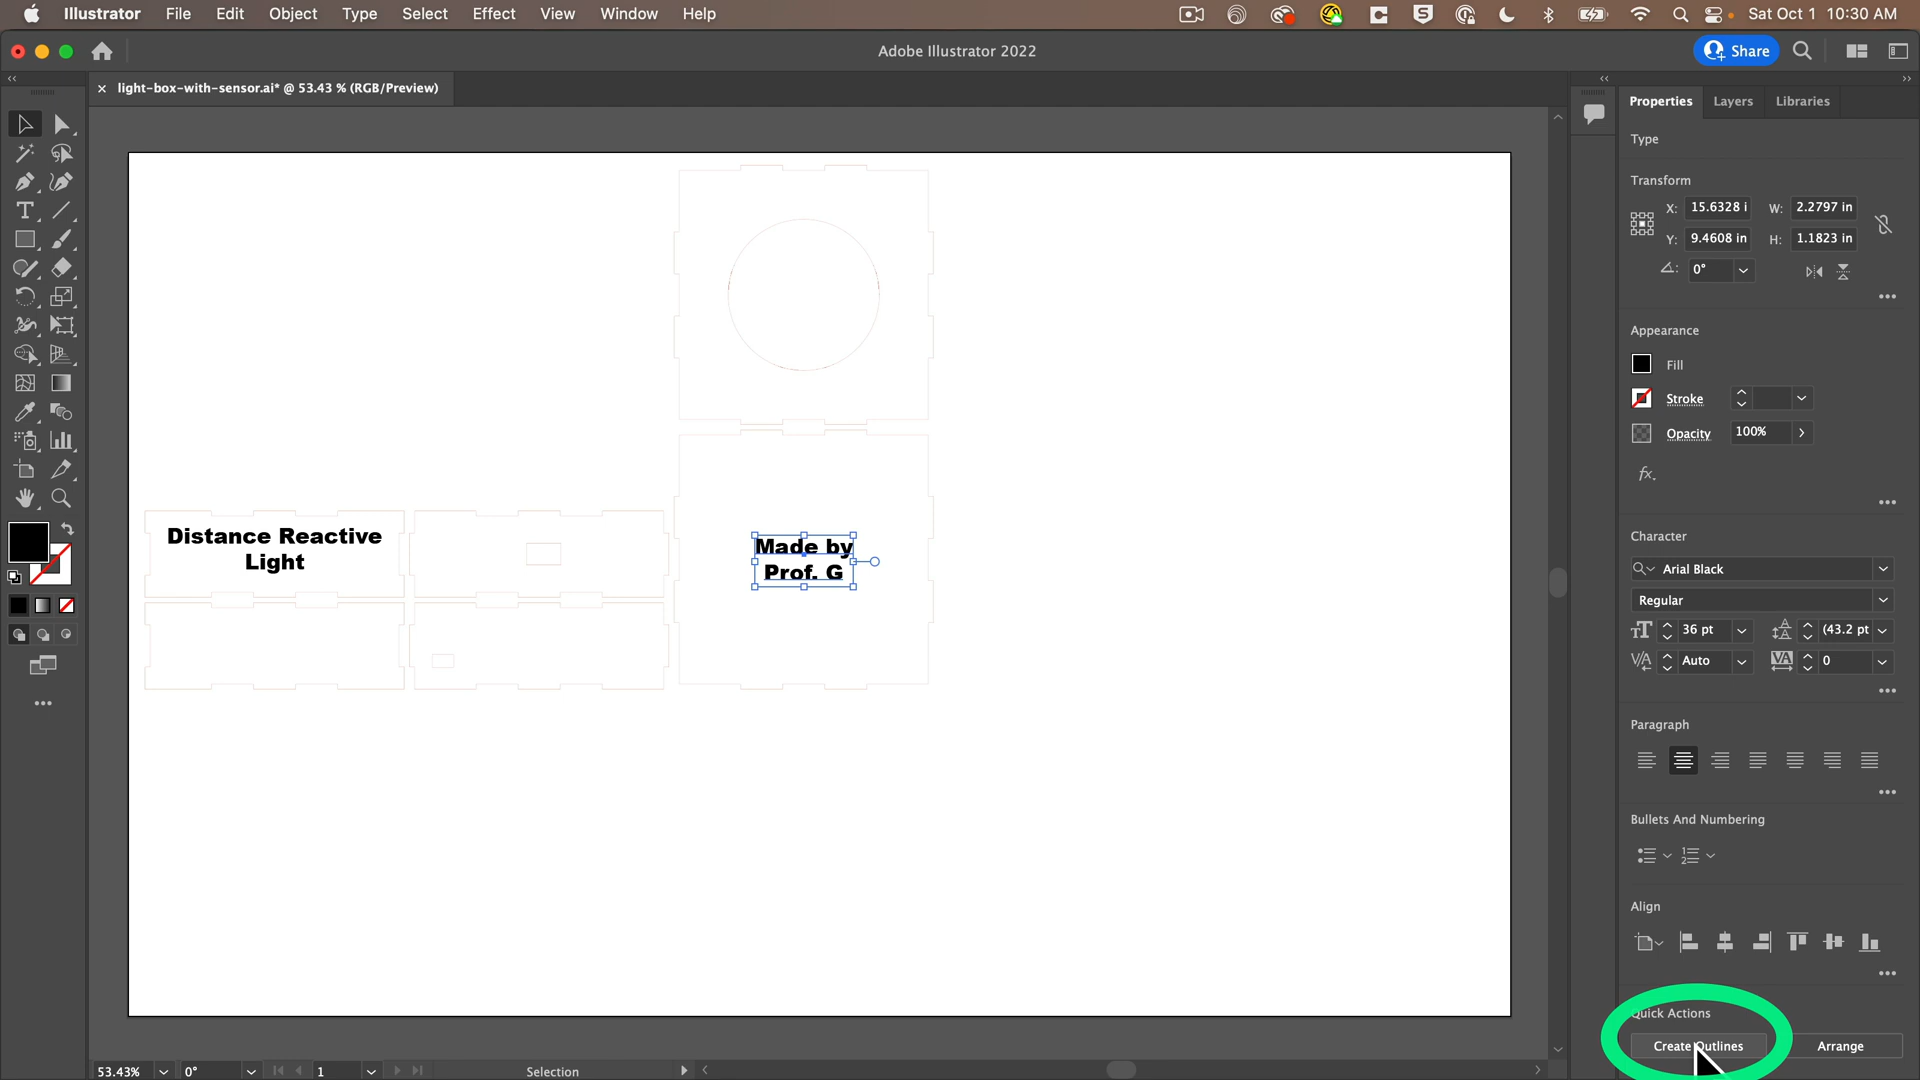 Illustrator File Edit Object Type Select Effect View Window Help
Sat Oct 1 10:30 AM
Adobe Illustrator 2022
Share
light-box-with-sensor.ai* @ 53.43 % (RGB/Preview)
Properties Layers Libraries
Type
Transform
X: 15.6328 i W: 2.2797 in
Y: 9.4608 in H: 1.1823 in
0°
Appearance
Fill
Stroke
Opacity 100%
fx.
Character
Arial Black
Regular
36 pt (43.2 pt
Auto 0
Paragraph
Bullets And Numbering
Align
Quick Actions
Create Outlines Arrange
Distance Reactive
Light
Made by
Prof. G
53.43% 0° 1 Selection